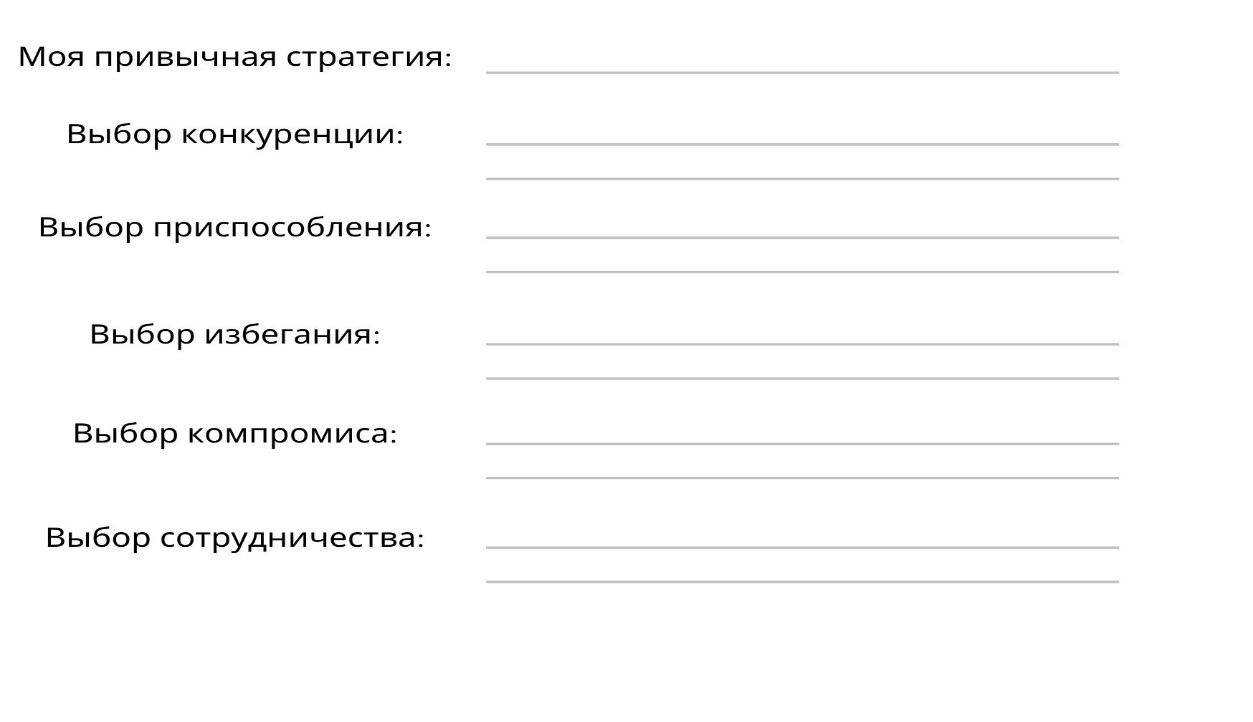 Моя привычная стратегия:
Выбор конкуренции:
Выбор приспособления:
Выбор избегания:
Выбор компромиса:
Выбор сотрудничества: